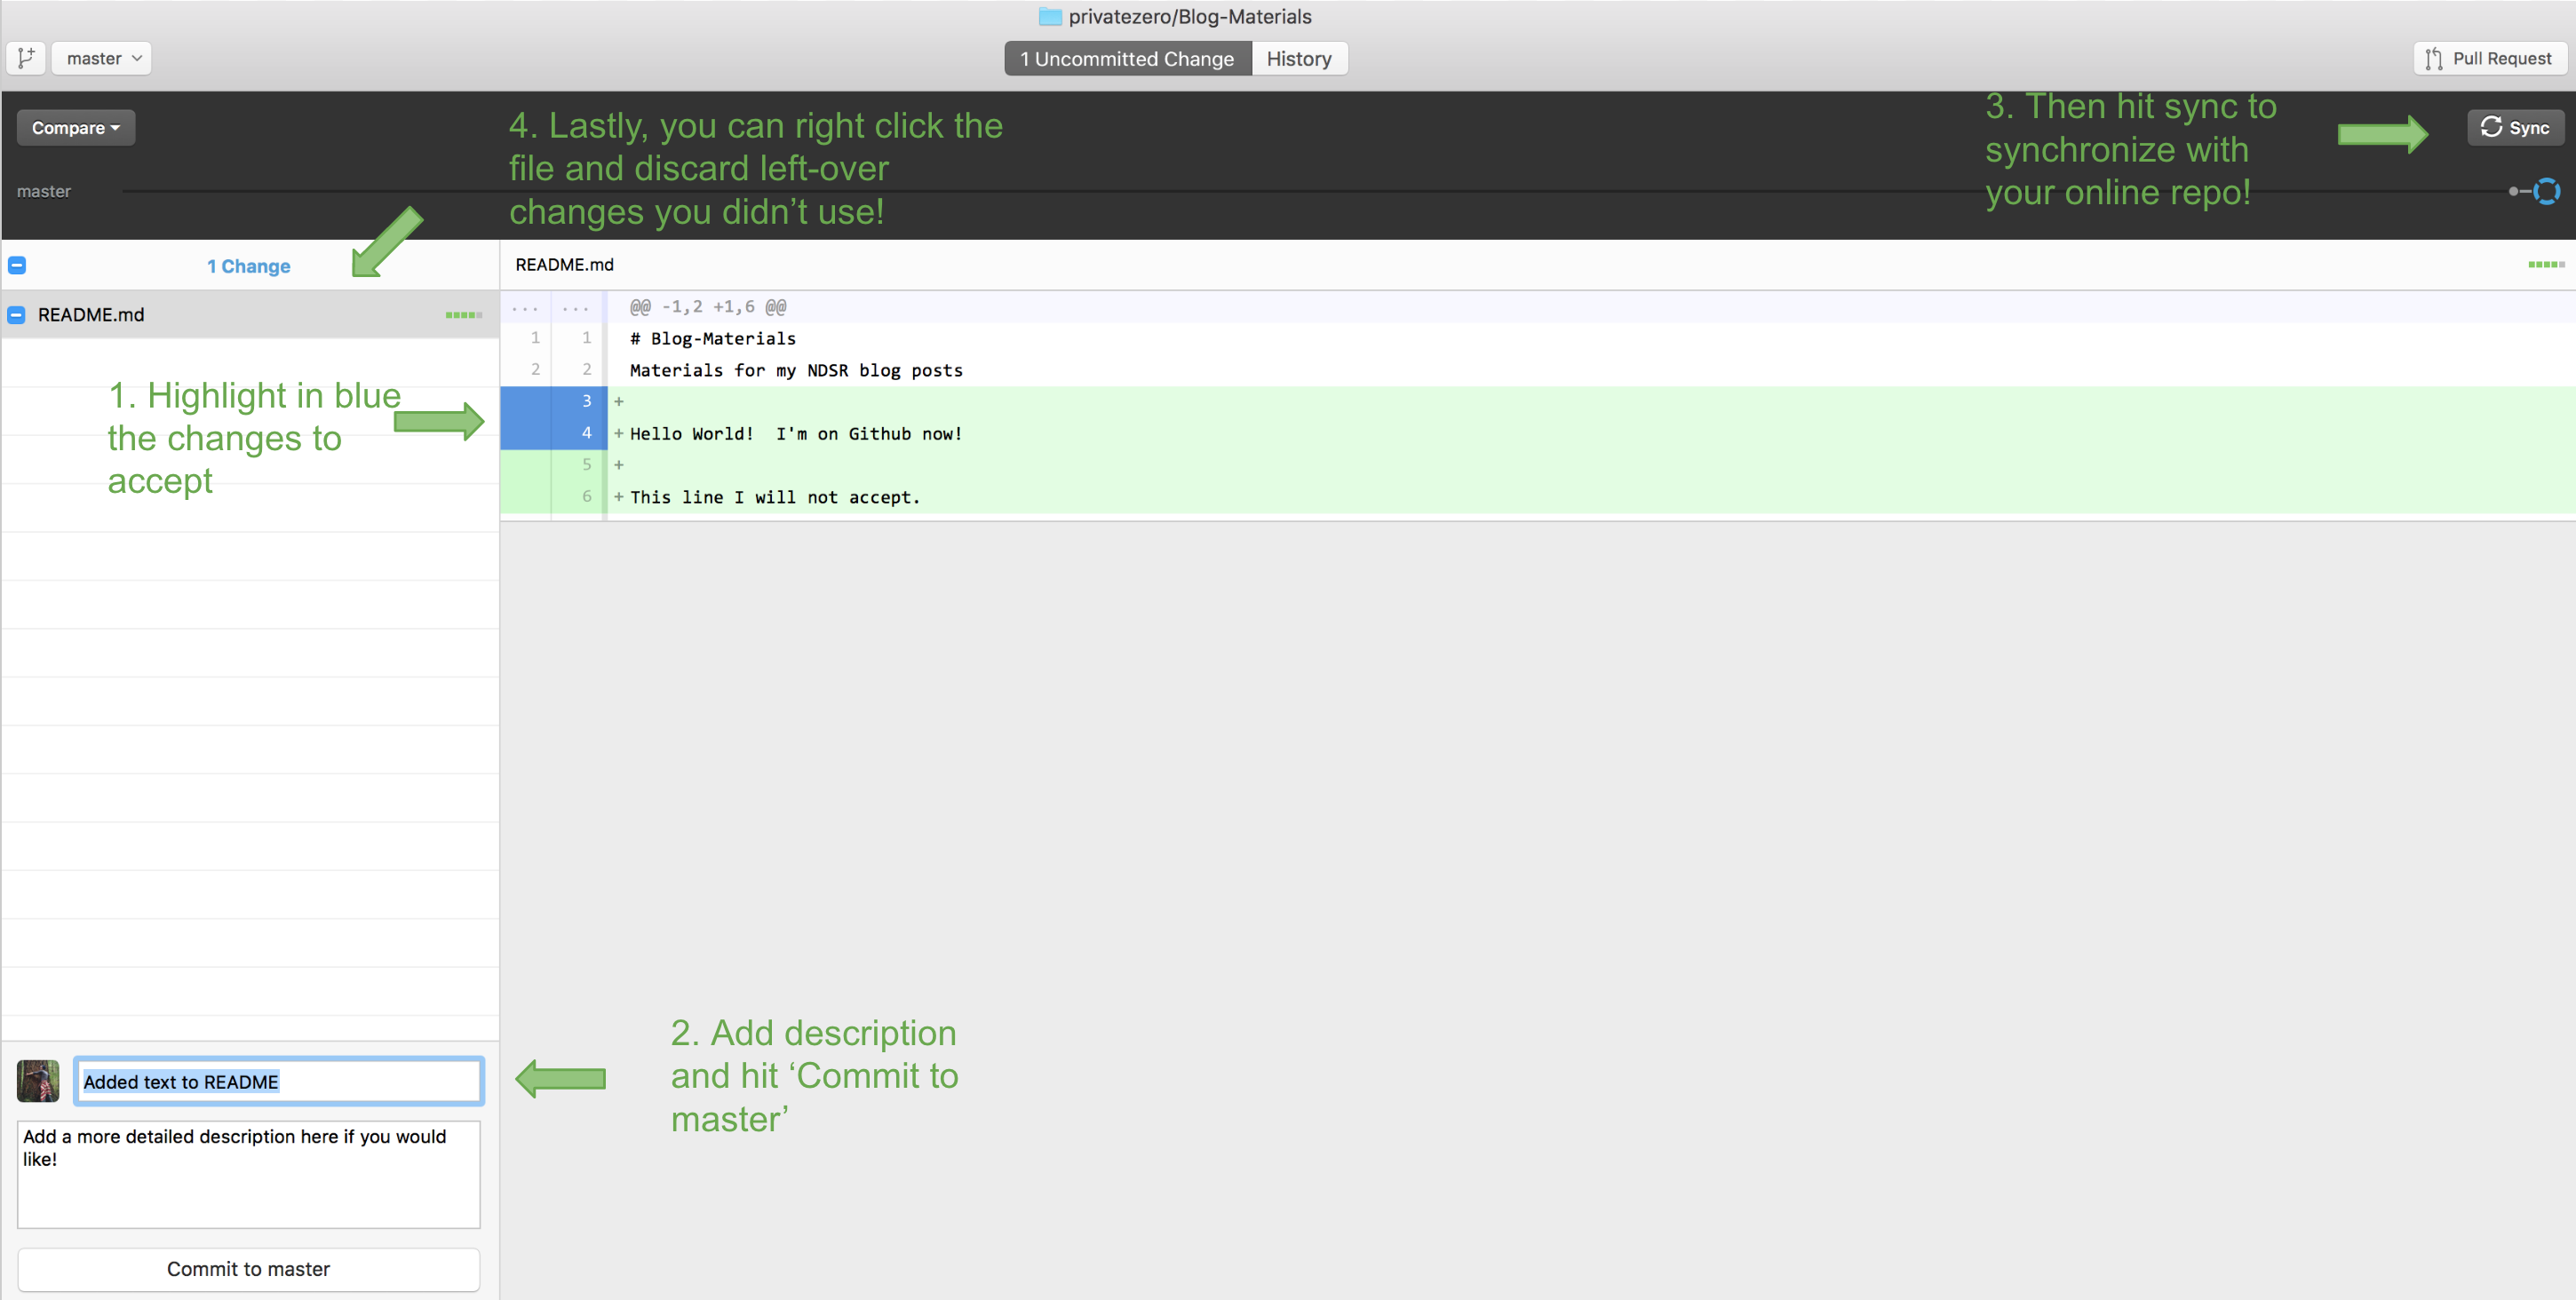 privatezero/Blog-Materials
master
1 Uncommitted Change
History
Pull Request
Compare
4. Lastly, you can right click the
file and discard left-over
changes you didn’t use!
3. Then hit sync to
synchronize with
your online repo!
Sync
master
1 Change
README.md
README.md
... ... @@ -1,2 +1,6 @@
1 1 # Blog-Materials
2 2 Materials for my NDSR blog posts
3 +
4 + Hello World!  I'm on Github now!
5 +
6 + This line I will not accept.
1. Highlight in blue
the changes to
accept
2. Add description
and hit ‘Commit to
master’
Added text to README
Add a more detailed description here if you would
like!
Commit to master